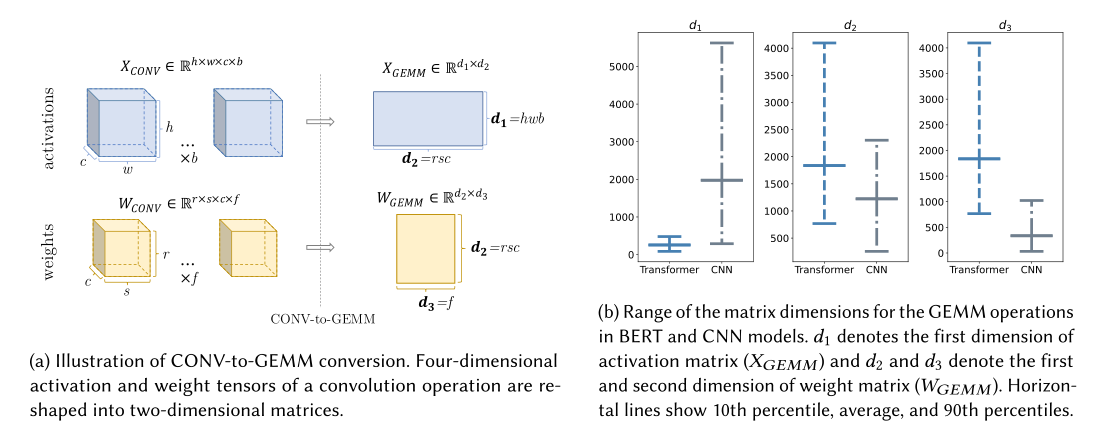 X_CONV ∈ ℝ^{h×w×c×b}
X_GEMM ∈ ℝ^{d1×d2}
activations
h
...
×b
c
w
d1=hwb
d2=rsc
W_CONV ∈ ℝ^{r×s×c×f}
W_GEMM ∈ ℝ^{d2×d3}
weights
r
...
×f
c
s
d2=rsc
d3=f
CONV-to-GEMM
(a) Illustration of CONV-to-GEMM conversion. Four-dimensional
activation and weight tensors of a convolution operation are re-
shaped into two-dimensional matrices.
d1
5000
4000
3000
2000
1000
0
Transformer CNN
d2
4000
3500
3000
2500
2000
1500
1000
500
Transformer CNN
d3
4000
3500
3000
2500
2000
1500
1000
500
0
Transformer CNN
(b) Range of the matrix dimensions for the GEMM operations
in BERT and CNN models. d1 denotes the first dimension of
activation matrix (X_GEMM) and d2 and d3 denote the first
and second dimension of weight matrix (W_GEMM). Horizon-
tal lines show 10th percentile, average, and 90th percentiles.